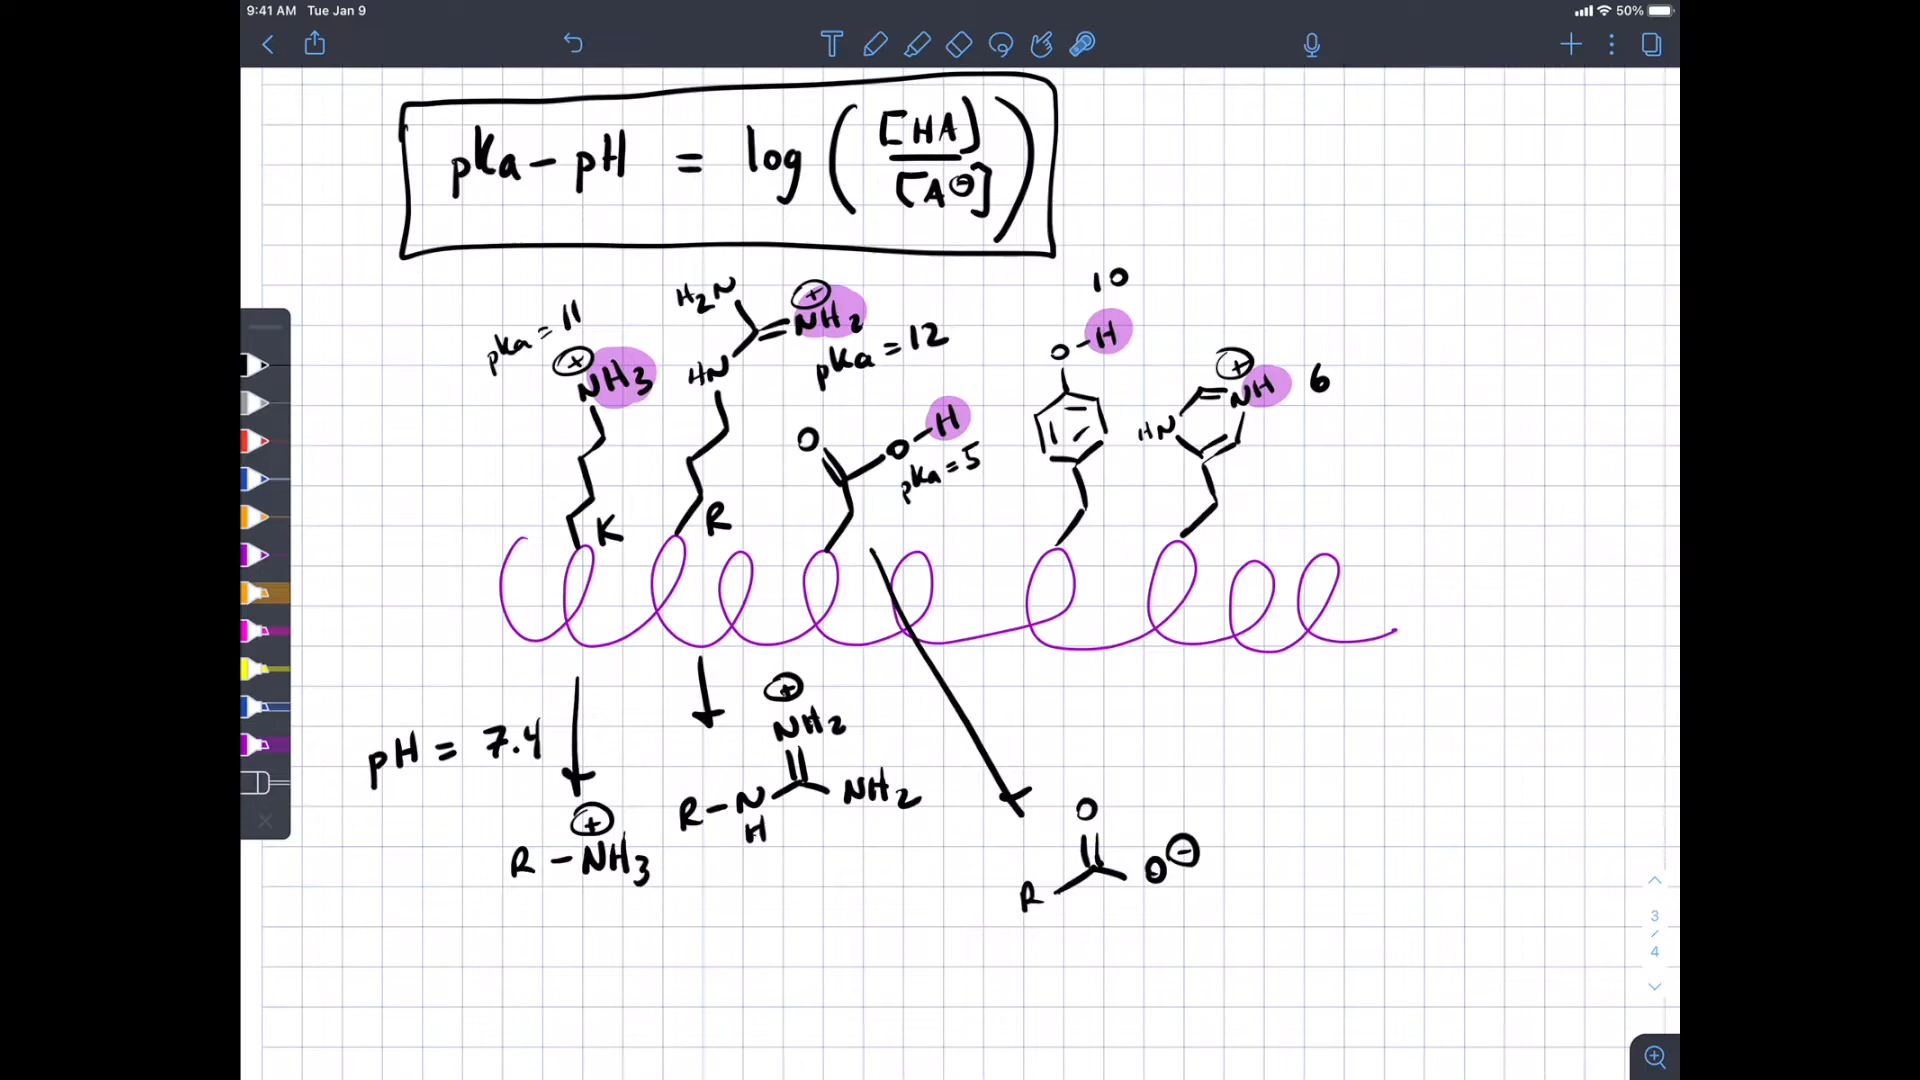 9:41 AM Tue Jan 9
50%
T
pKa - pH = log ([HA] / [A⊖])
10
H2N
⊕
NH2
pKa = 11
pKa = 12
⊕
NH3
HN
O-H
⊕
NH
6
HN
O
O-H
pKa = 5
K
R
⊕
NH2
pH = 7.4
R-N
H
NH2
⊕
R-NH3
O
O⊖
R
3
/
4